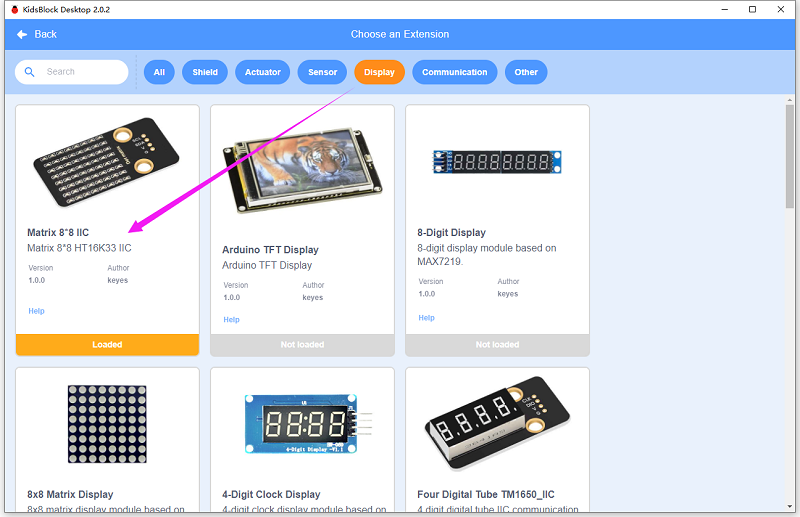 KidsBlock Desktop 2.0.2
Back
Choose an Extension
Search
All
Shield
Actuator
Sensor
Display
Communication
Other
Matrix 8*8 IIC
Matrix 8*8 HT16K33 IIC
Version
Author
1.0.0
keyes
Help
Loaded
Arduino TFT Display
Arduino TFT Display
Version
Author
1.0.0
keyes
Help
Not loaded
8-Digit Display
8-digit display module based on
MAX7219.
Version
Author
1.0.0
keyes
Help
Not loaded
8x8 Matrix Display
8x8 matrix display module based on
4-Digit Display
4-Digit Clock Display
4-digit clock display module based on
CLK
DIO
V
G
Four Digital Tube TM1650_IIC
4 digit digital tube IIC communication